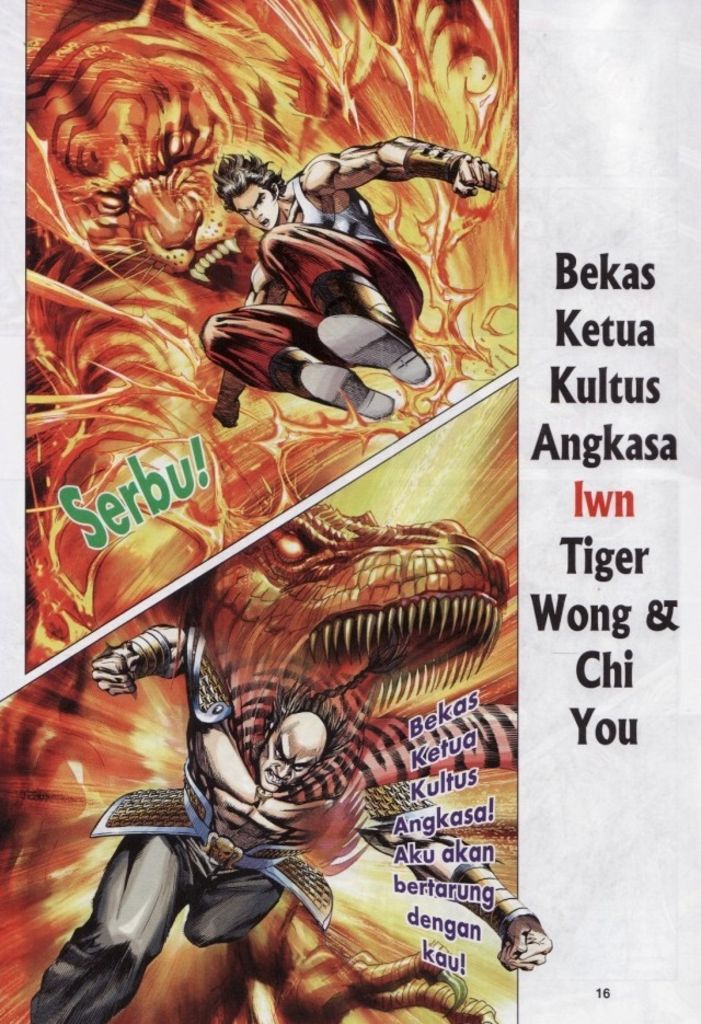 Serbu!
Bekas
Ketua
Kultus
Angkasa!
Aku akan
bertarung
dengan
kau!
Bekas
Ketua
Kultus
Angkasa
lwn
Tiger
Wong &
Chi
You
16